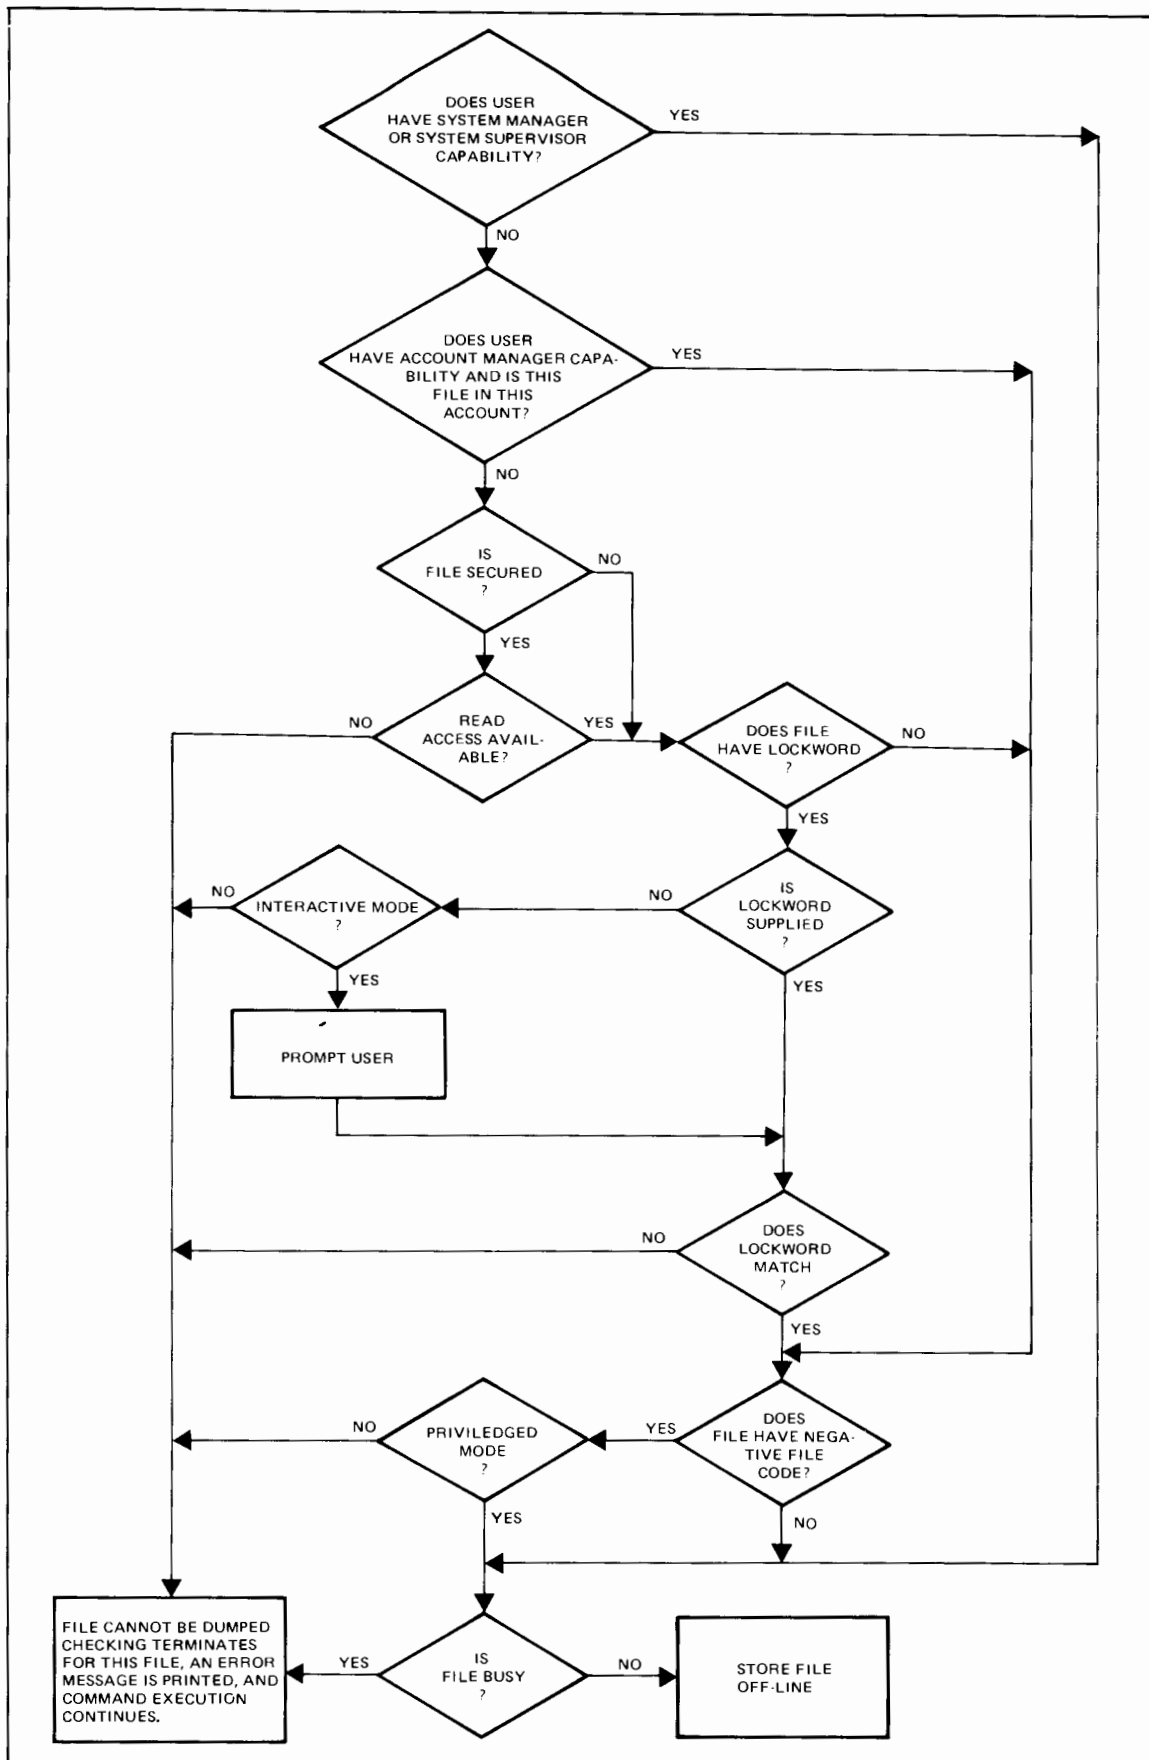 DOES USER
HAVE SYSTEM MANAGER
OR SYSTEM SUPERVISOR
CAPABILITY?
YES
NO
DOES USER
HAVE ACCOUNT MANAGER CAPA-
BILITY AND IS THIS
FILE IN THIS
ACCOUNT?
YES
NO
IS
FILE SECURED
?
NO
YES
READ
ACCESS AVAIL-
ABLE?
NO
YES
DOES FILE
HAVE LOCKWORD
?
NO
YES
IS
LOCKWORD
SUPPLIED
?
NO
YES
INTERACTIVE MODE
?
NO
YES
PROMPT USER
DOES
LOCKWORD
MATCH
?
NO
YES
DOES
FILE HAVE NEGA-
TIVE FILE
CODE?
YES
NO
PRIVILEDGED
MODE
?
NO
YES
IS
FILE BUSY
?
YES
NO
FILE CANNOT BE DUMPED
CHECKING TERMINATES
FOR THIS FILE, AN ERROR
MESSAGE IS PRINTED, AND
COMMAND EXECUTION
CONTINUES.
STORE FILE
OFF-LINE